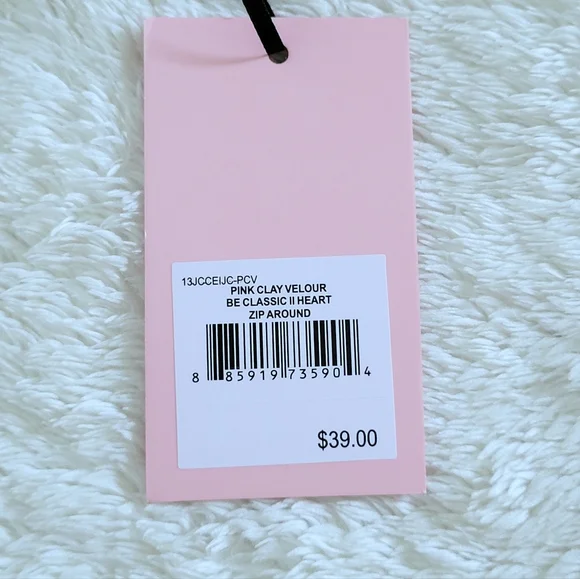 13JCCEIJC-PCV
PINK CLAY VELOUR
BE CLASSIC II HEART
ZIP AROUND
8 85919 73590 4
$39.00